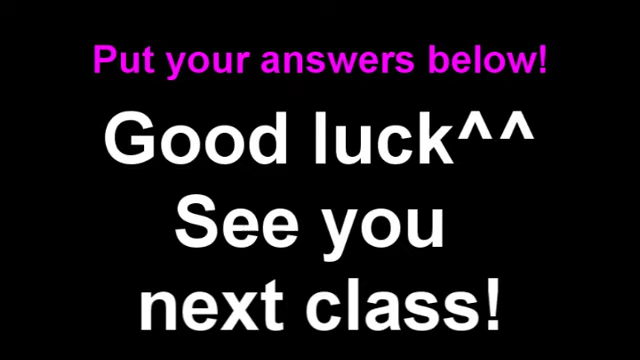 Put your answers below!
Good luck^^
See you
next class!